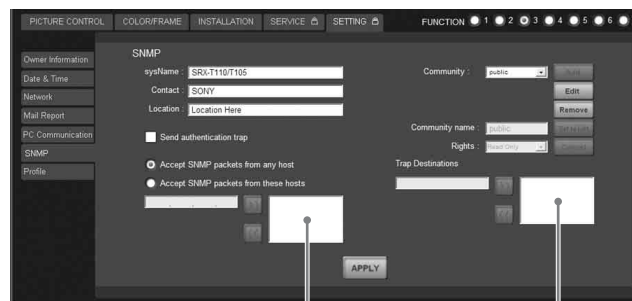 PICTURE CONTROL COLOR/FRAME INSTALLATION SERVICE SETTING FUNCTION 1 2 3 4 5 6
Owner Information
Date & Time
Network
Mail Report
PC Communication
SNMP
Profile
SNMP
sysName : SRX-T110/T105
Contact : SONY
Location : Location Here
Send authentication trap
Accept SNMP packets from any host
Accept SNMP packets from these hosts
. . .
>>
<<
Community : public
Edit
Remove
Community name : public
Rights : Read Only
Cancel
Trap Destinations
>>
<<
APPLY